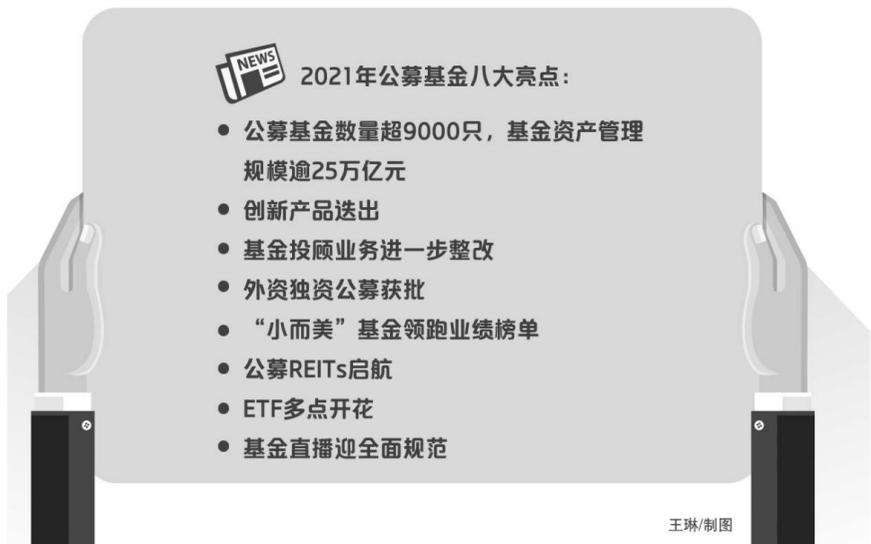 NEWS
2021年公募基金八大亮点：
● 公募基金数量超9000只，基金资产管理
规模逾25万亿元
● 创新产品迭出
● 基金投顾业务进一步整改
● 外资独资公募获批
● “小而美”基金领跑业绩榜单
● 公募REITs启航
● ETF多点开花
● 基金直播迎全面规范
王琳/制图